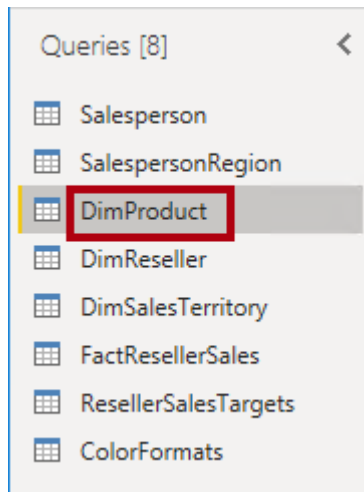 Queries [8]
Salesperson
SalespersonRegion
DimProduct
DimReseller
DimSalesTerritory
FactResellerSales
ResellerSalesTargets
ColorFormats